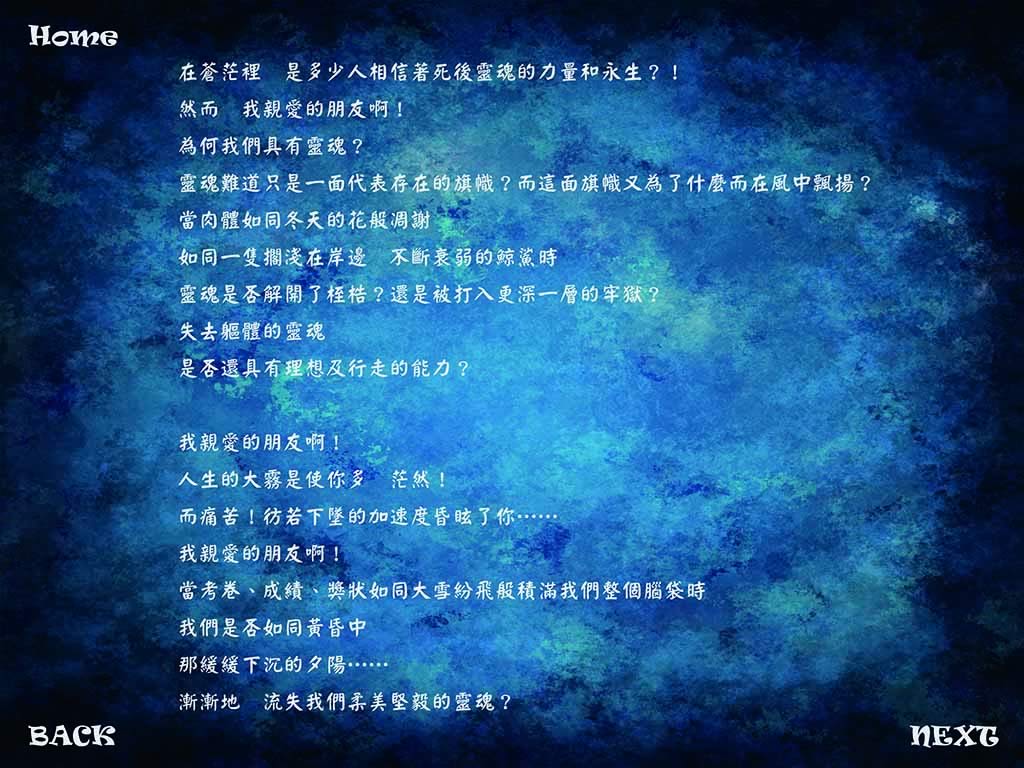 Home
在蒼茫裡　是多少人相信著死後靈魂的力量和永生？！
然而　我親愛的朋友啊！
為何我們具有靈魂？
靈魂難道只是一面代表存在的旗幟？而這面旗幟又為了什麼而在風中飄揚？
當肉體如同冬天的花般凋謝
如同一隻擱淺在岸邊　不斷衰弱的鯨鯊時
靈魂是否解開了桎梏？還是被打入更深一層的牢獄？
失去軀體的靈魂
是否還具有理想及行走的能力？
我親愛的朋友啊！
人生的大霧是使你多　茫然！
而痛苦！彷若下墜的加速度昏眩了你……
我親愛的朋友啊！
當考卷、成績、獎狀如同大雪紛飛般積滿我們整個腦袋時
我們是否如同黃昏中
那緩緩下沉的夕陽……
漸漸地　流失我們柔美堅毅的靈魂？
BACK
NEXT